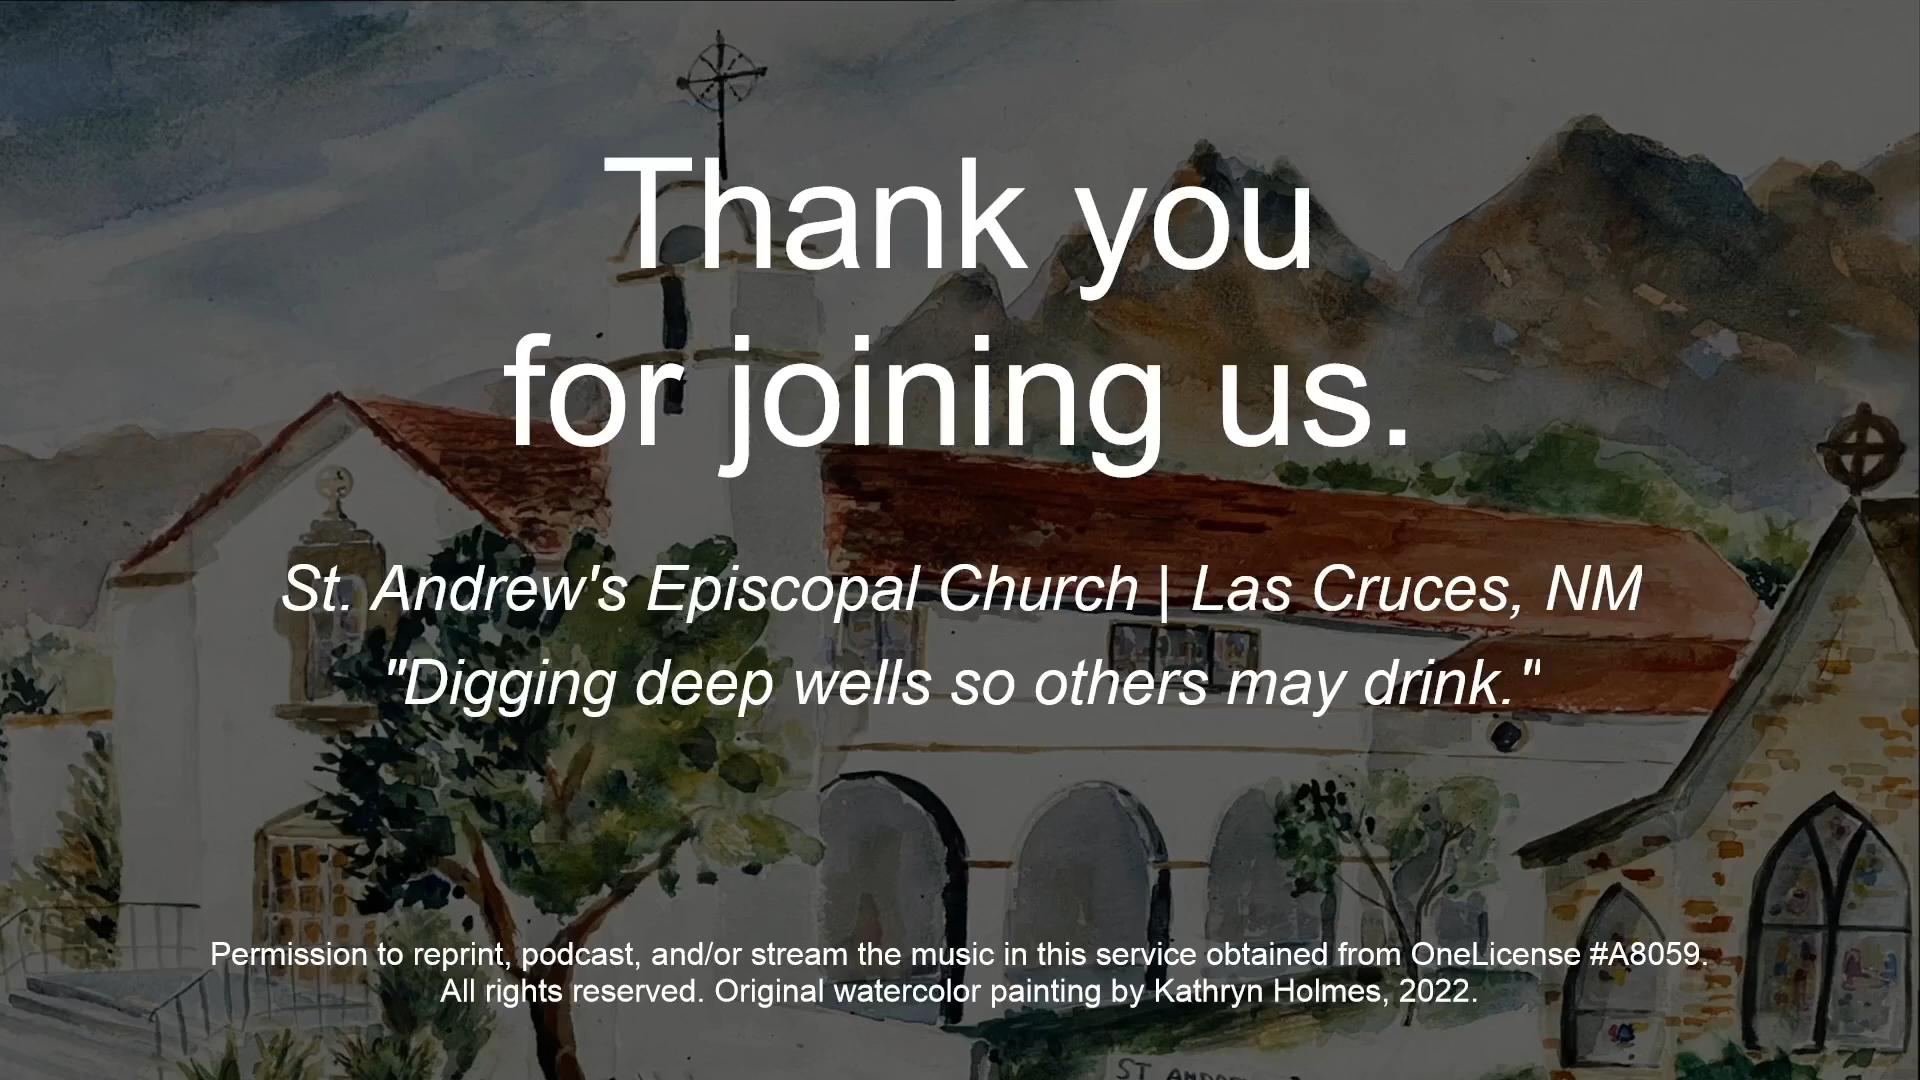 Thank you
for joining us.
St. Andrew's Episcopal Church | Las Cruces, NM
"Digging deep wells so others may drink."
Permission to reprint, podcast, and/or stream the music in this service obtained from OneLicense #A8059.
All rights reserved. Original watercolor painting by Kathryn Holmes, 2022.
ST